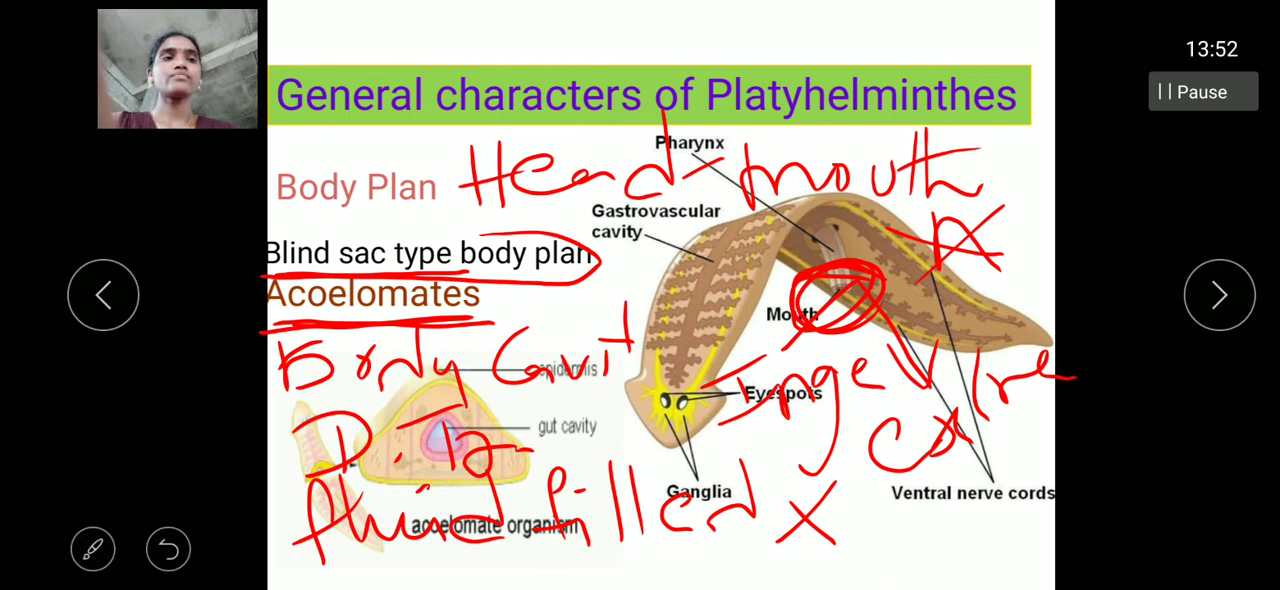 13:52
|| Pause
General characters of Platyhelminthes
Pharynx
Body Plan
Head - mouth
Gastrovascular
cavity
Blind sac type body plan
Acoelomates
Mouth
Body Cavit
epidermis
Eyespots
gut cavity
Ganglia
Ventral nerve cords
fluid filled X
acoelomate organism